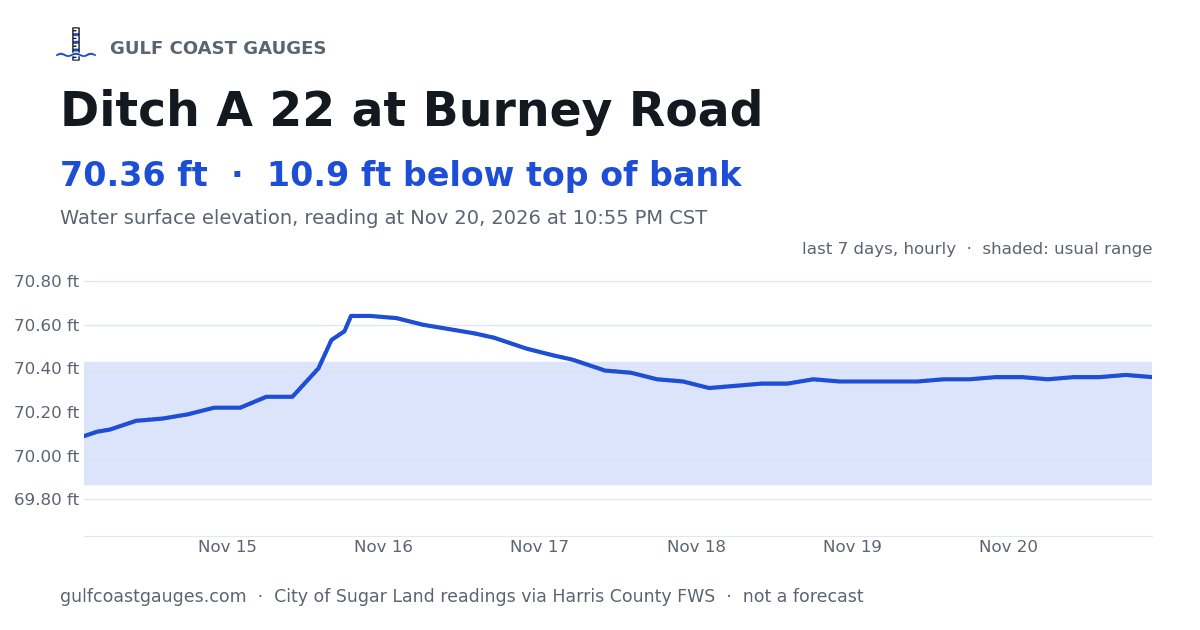 GULF COAST GAUGES
Ditch A 22 at Burney Road
70.36 ft · 10.9 ft below top of bank
Water surface elevation, reading at Nov 20, 2026 at 10:55 PM CST
last 7 days, hourly · shaded: usual range
70.80 ft
70.60 ft
70.40 ft
70.20 ft
70.00 ft
69.80 ft
Nov 15 Nov 16 Nov 17 Nov 18 Nov 19 Nov 20
gulfcoastgauges.com · City of Sugar Land readings via Harris County FWS · not a forecast